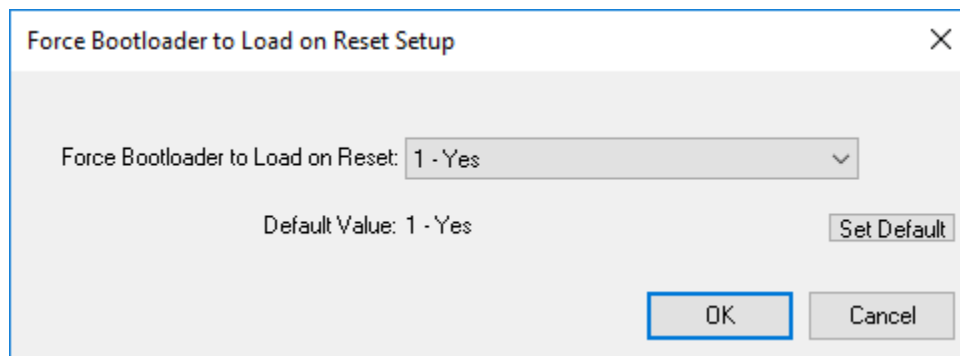 Force Bootloader to Load on Reset Setup
Force Bootloader to Load on Reset: 1 - Yes
Default Value: 1 - Yes Set Default
OK Cancel